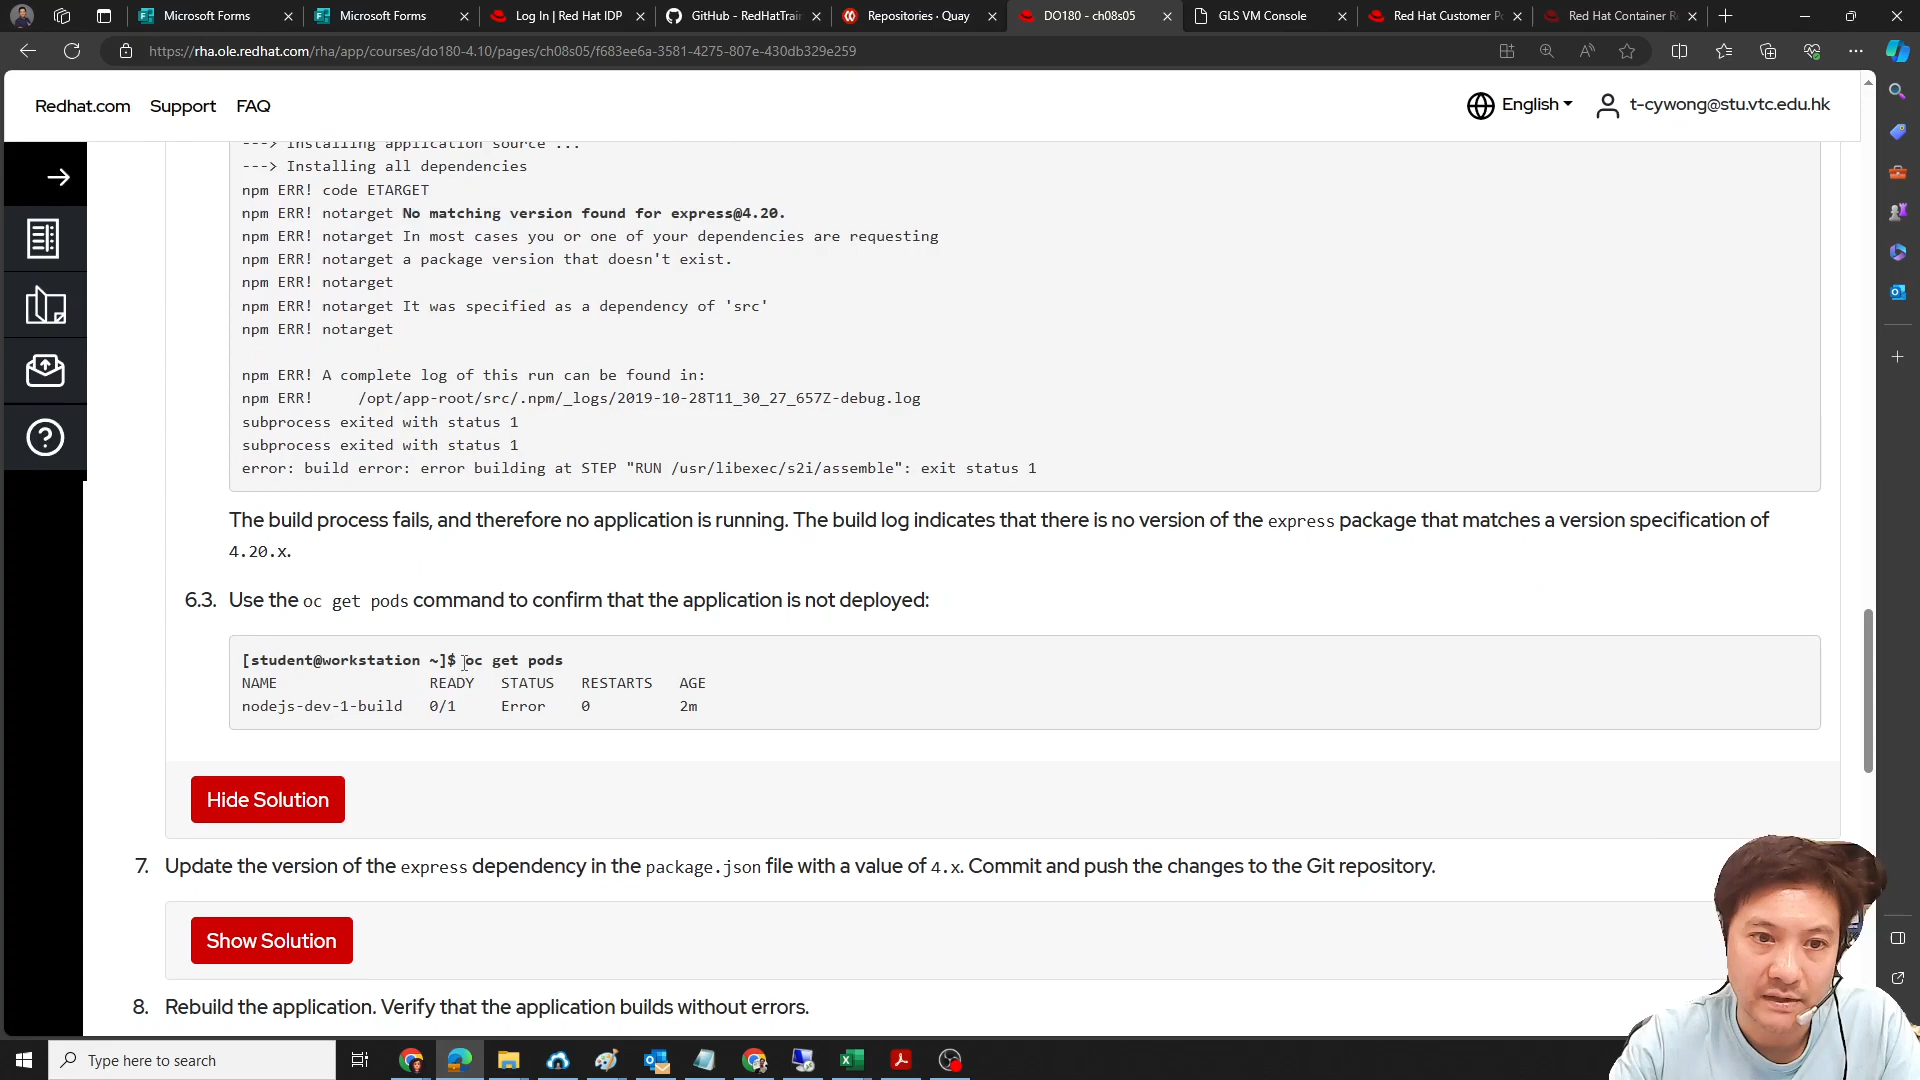 Microsoft Forms
Microsoft Forms
Log In | Red Hat IDP
GitHub - RedHatTrai
Repositories · Quay
DO180 - ch08s05
GLS VM Console
Red Hat Customer P
Red Hat Container R
https://rha.ole.redhat.com/rha/app/courses/do180-4.10/pages/ch08s05/f683ee6a-3581-4275-807e-430db329e259
Redhat.com Support FAQ
English
t-cywong@stu.vtc.edu.hk
---> Installing application source ...
---> Installing all dependencies
npm ERR! code ETARGET
npm ERR! notarget No matching version found for express@4.20.
npm ERR! notarget In most cases you or one of your dependencies are requesting
npm ERR! notarget a package version that doesn't exist.
npm ERR! notarget
npm ERR! notarget It was specified as a dependency of 'src'
npm ERR! notarget
npm ERR! A complete log of this run can be found in:
npm ERR!     /opt/app-root/src/.npm/_logs/2019-10-28T11_30_27_657Z-debug.log
subprocess exited with status 1
subprocess exited with status 1
error: build error: error building at STEP "RUN /usr/libexec/s2i/assemble": exit status 1
The build process fails, and therefore no application is running. The build log indicates that there is no version of the express package that matches a version specification of
4.20.x.
6.3. Use the oc get pods command to confirm that the application is not deployed:
[student@workstation ~]$ oc get pods
NAME READY STATUS RESTARTS AGE
nodejs-dev-1-build 0/1 Error 0 2m
Hide Solution
7. Update the version of the express dependency in the package.json file with a value of 4.x. Commit and push the changes to the Git repository.
Show Solution
8. Rebuild the application. Verify that the application builds without errors.
Type here to search